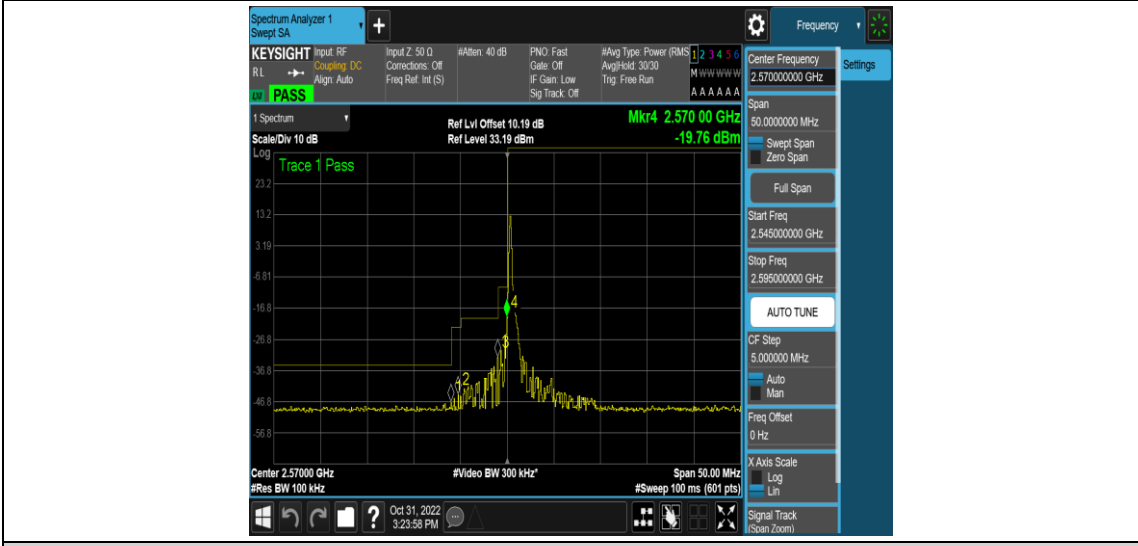 Spectrum Analyzer 1
Swept SA
+
Frequency
KEYSIGHT
Input: RF
Coupling: DC
Align: Auto
Input Z: 50 Ω
Corrections: Off
Freq Ref: Int (S)
#Atten: 40 dB
PNO: Fast
Gate: Off
IF Gain: Low
Sig Track: Off
#Avg Type: Power (RMS
Avg|Hold: 30/30
Trig: Free Run
1 2 3 4 5 6
M W W W W W
A A A A A A
RL
PASS
1 Spectrum
Scale/Div 10 dB
Ref Lvl Offset 10.19 dB
Ref Level 33.19 dBm
Mkr4 2.570 00 GHz
-19.76 dBm
Log
Trace 1 Pass
23.2
13.2
3.19
-6.81
-16.8
-26.8
-36.8
-46.8
-56.8
2
3
4
Center 2.57000 GHz
#Res BW 100 kHz
#Video BW 300 kHz*
Span 50.00 MHz
#Sweep 100 ms (601 pts)
Center Frequency
2.570000000 GHz
Settings
Span
50.0000000 MHz
Swept Span
Zero Span
Full Span
Start Freq
2.545000000 GHz
Stop Freq
2.595000000 GHz
AUTO TUNE
CF Step
5.000000 MHz
Auto
Man
Freq Offset
0 Hz
X Axis Scale
Log
Lin
Signal Track
(Span Zoom)
?
Oct 31, 2022
3:23:58 PM